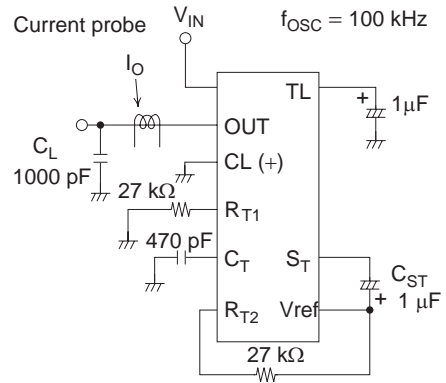 Current probe
V_IN
f_OSC = 100 kHz
I_O
TL
+
1μF
OUT
C_L
1000 pF
CL (+)
27 kΩ
R_T1
470 pF
C_T
S_T
C_ST
+ 1 μF
R_T2
Vref
27 kΩ